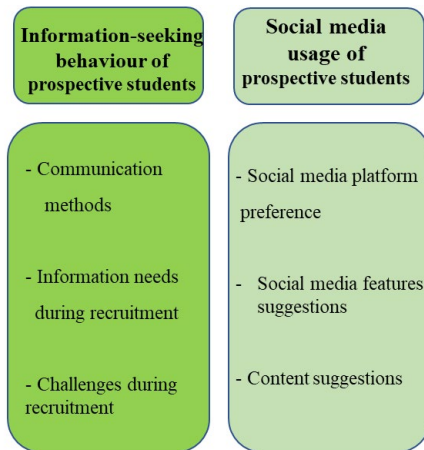 Information-seeking
behaviour of
prospective students
Social media
usage of
prospective students
- Communication
methods
- Information needs
during recruitment
- Challenges during
recruitment
- Social media platform
preference
- Social media features
suggestions
- Content suggestions